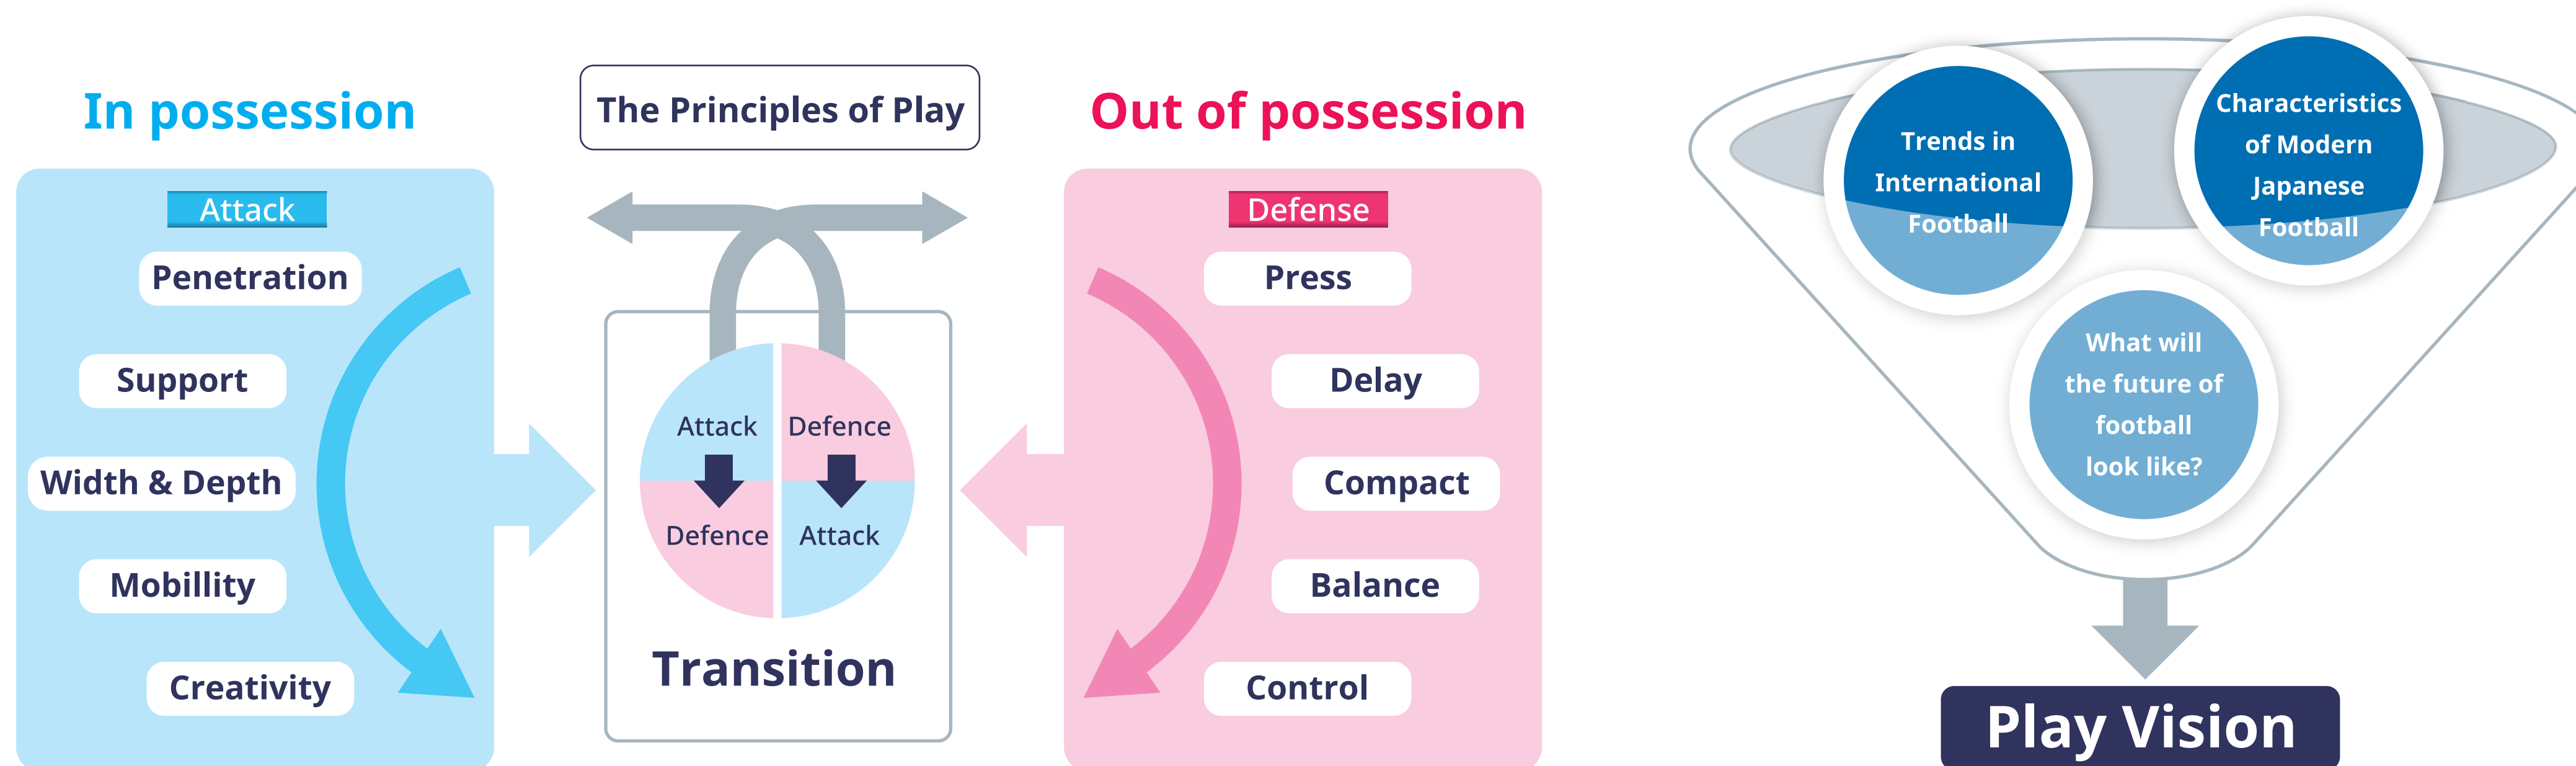 In possession
Attack
Penetration
Support
Width & Depth
Mobillity
Creativity
The Principles of Play
Attack
Defence
Defence
Attack
Transition
Out of possession
Defense
Press
Delay
Compact
Balance
Control
Trends in
International
Football
Characteristics
of Modern
Japanese
Football
What will
the future of
football
look like?
Play Vision